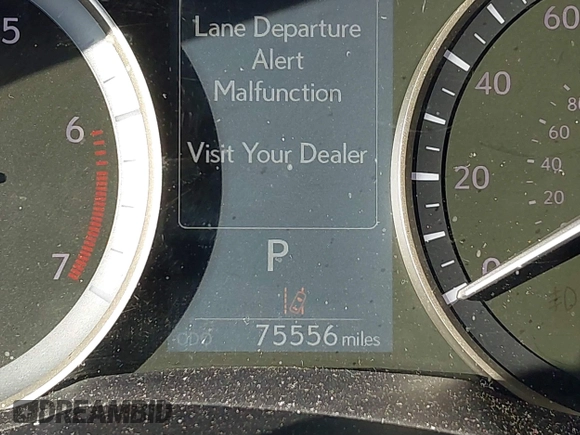 Lane Departure
Alert
Malfunction
Visit Your Dealer
P
ODO 75556 miles
5
6
7
60
40
20
0
80
60
40
20
DREAMBID